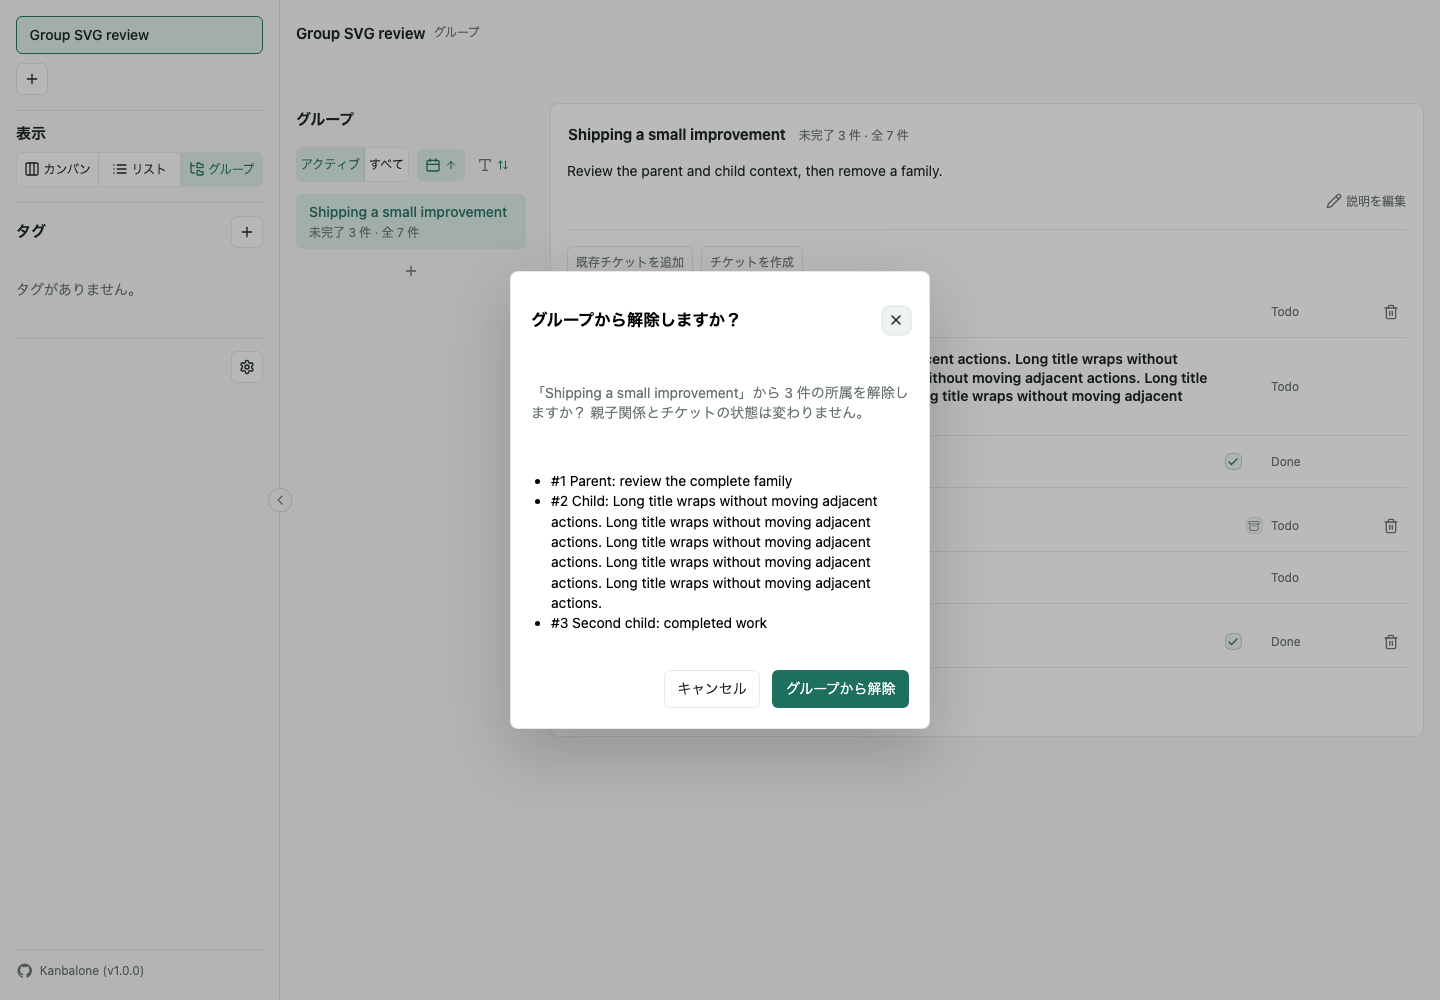 Group SVG review
表示
カンバン
リスト
グループ
タグ
タグがありません。
Kanbalone (v1.0.0)
Group SVG review グループ
グループ
アクティブ すべて
Shipping a small improvement
未完了 3 件 · 全 7 件
Shipping a small improvement 未完了 3 件 · 全 7 件
Review the parent and child context, then remove a family.
説明を編集
既存チケットを追加 チケットを作成
Todo
cent actions. Long title wraps without
ithout moving adjacent actions. Long title
g title wraps without moving adjacent
Todo
Done
Todo
Todo
Done
グループから解除しますか？
「Shipping a small improvement」から 3 件の所属を解除し
ますか？ 親子関係とチケットの状態は変わりません。
#1 Parent: review the complete family
#2 Child: Long title wraps without moving adjacent
actions. Long title wraps without moving adjacent
actions. Long title wraps without moving adjacent
actions. Long title wraps without moving adjacent
actions. Long title wraps without moving adjacent
actions.
#3 Second child: completed work
キャンセル
グループから解除